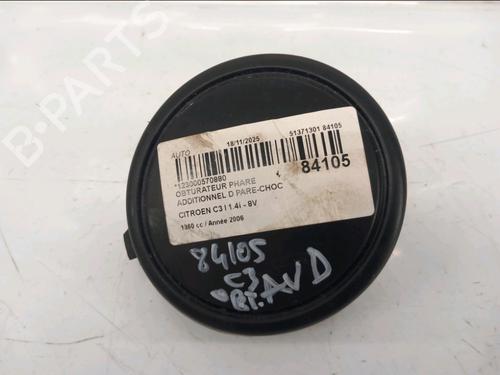 B-PARTS
AUTO
18/11/2025
51371301 84105
*123000570880
84105
OBTURATEUR PHARE
ADDITIONNEL D PARE-CHOC
CITROEN C3 I 1.4i - 8V
1360 cc / Année 2006
84105
C3
OBT. AV D